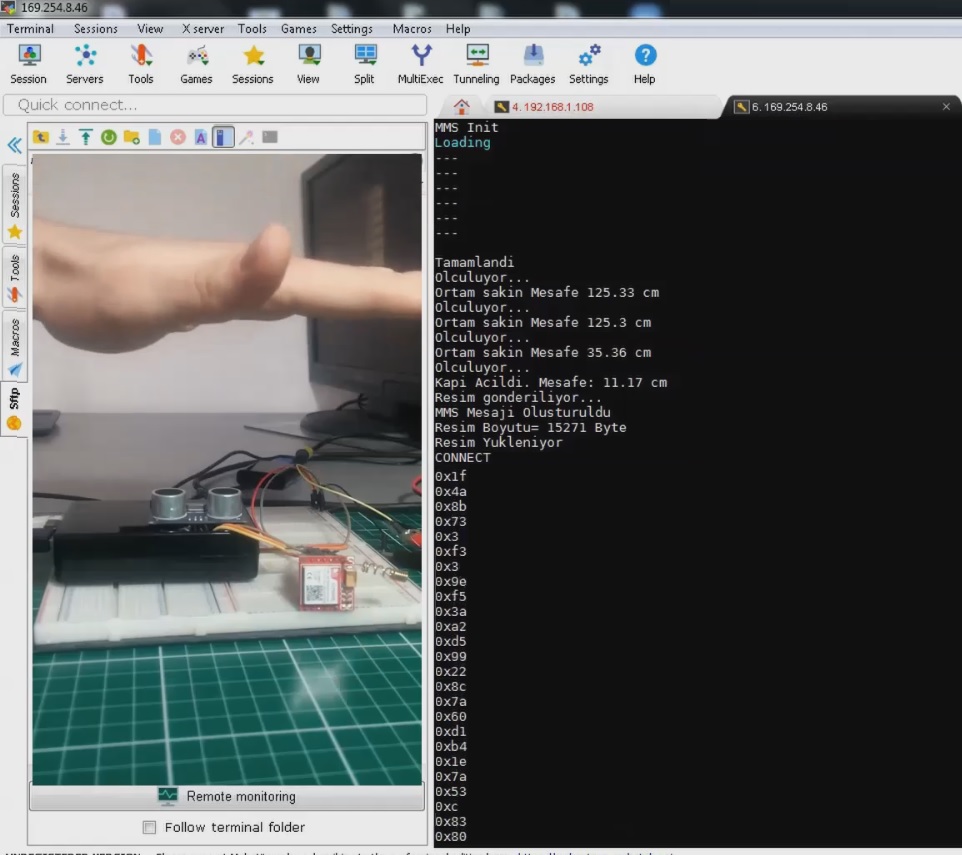 169.254.8.46
Terminal Sessions View X server Tools Games Settings Macros Help
Session Servers Tools Games Sessions View Split MultiExec Tunneling Packages Settings Help
Quick connect...
4. 192.168.1.108
6. 169.254.8.46
Sessions
Tools
Macros
Sftp
Remote monitoring
Follow terminal folder
MMS Init
Loading
---
---
---
---
---
---
Tamamlandi
Olculuyor...
Ortam sakin Mesafe 125.33 cm
Olculuyor...
Ortam sakin Mesafe 125.3 cm
Olculuyor...
Ortam sakin Mesafe 35.36 cm
Olculuyor...
Kapi Acildi. Mesafe: 11.17 cm
Resim gonderiliyor...
MMS Mesaji Olusturuldu
Resim Boyutu= 15271 Byte
Resim Yukleniyor
CONNECT
0x1f
0x4a
0x8b
0x73
0x3
0xf3
0x3
0x9e
0xf5
0x3a
0xa2
0xd5
0x99
0x22
0x8c
0x7a
0x60
0xd1
0xb4
0x1e
0x7a
0x53
0xc
0x83
0x80